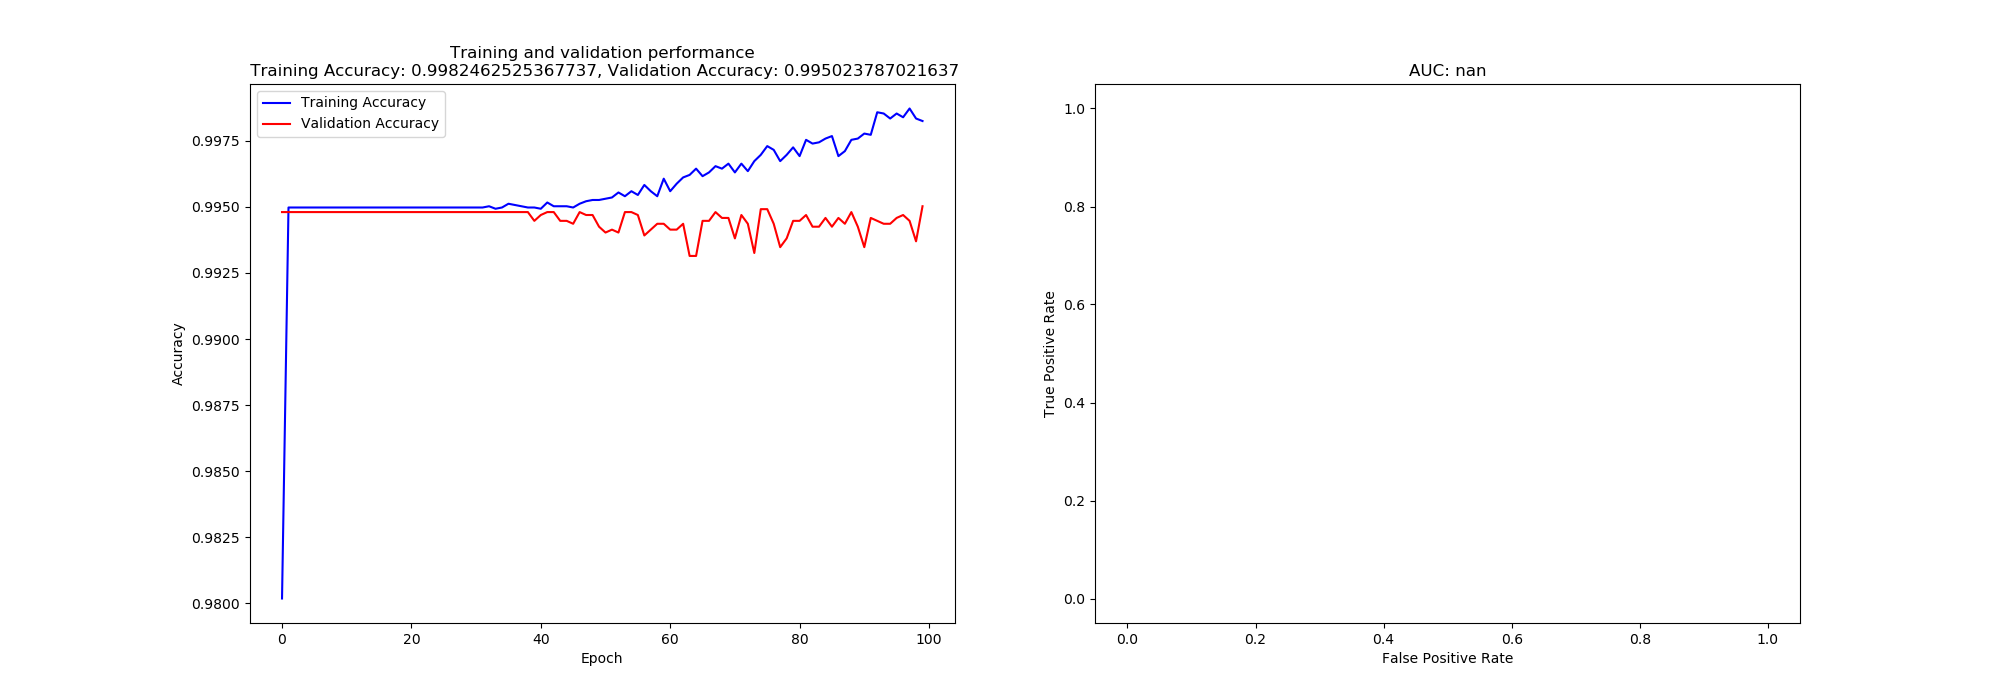 Training and validation performance
Training Accuracy: 0.9982462525367737, Validation Accuracy: 0.995023787021637
Training Accuracy
Validation Accuracy
0.9975
0.9950
0.9925
0.9900
0.9875
0.9850
0.9825
0.9800
Accuracy
0 20 40 60 80 100
Epoch
AUC: nan
1.0
0.8
0.6
0.4
0.2
0.0
True Positive Rate
0.0 0.2 0.4 0.6 0.8 1.0
False Positive Rate